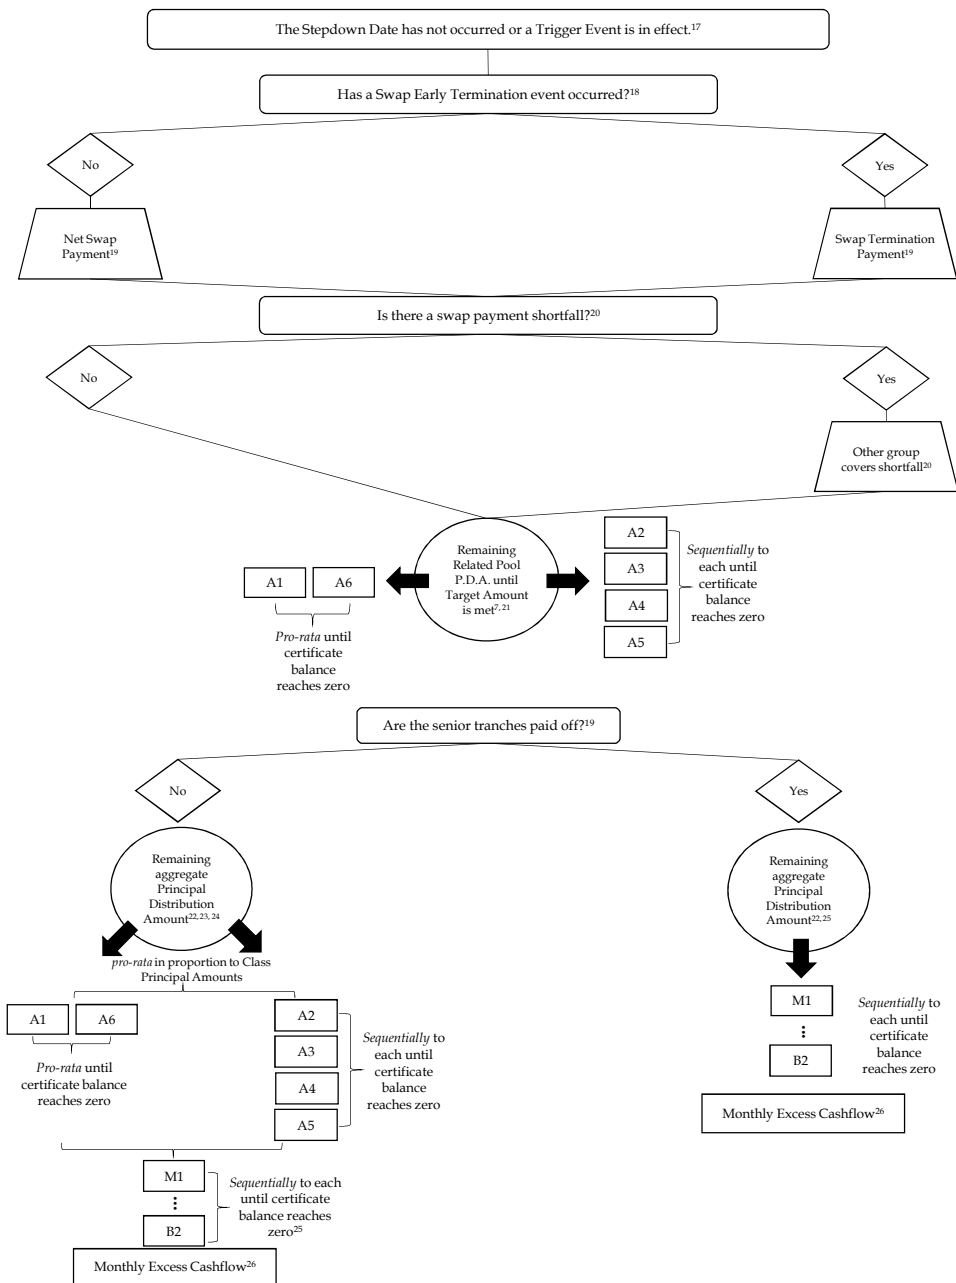 The Stepdown Date has not occurred or a Trigger Event is in effect.17
Has a Swap Early Termination event occurred?18
No
Yes
Net Swap
Payment19
Swap Termination
Payment19
Is there a swap payment shortfall?20
No
Yes
Other group
covers shortfall20
Remaining
Related Pool
P.D.A. until
Target Amount
is met7, 21
A1
A6
Pro-rata until
certificate
balance
reaches zero
A2
A3
A4
A5
Sequentially to
each until
certificate
balance
reaches zero
Are the senior tranches paid off?19
No
Yes
Remaining
aggregate
Principal
Distribution
Amount22, 23, 24
pro-rata in proportion to Class
Principal Amounts
A1
A6
Pro-rata until
certificate balance
reaches zero
A2
A3
A4
A5
Sequentially to
each until
certificate
balance
reaches zero
M1
⋮
B2
Sequentially to each
until certificate
balance reaches
zero25
Monthly Excess Cashflow26
Remaining
aggregate
Principal
Distribution
Amount22, 25
M1
⋮
B2
Sequentially to
each until
certificate
balance
reaches zero
Monthly Excess Cashflow26